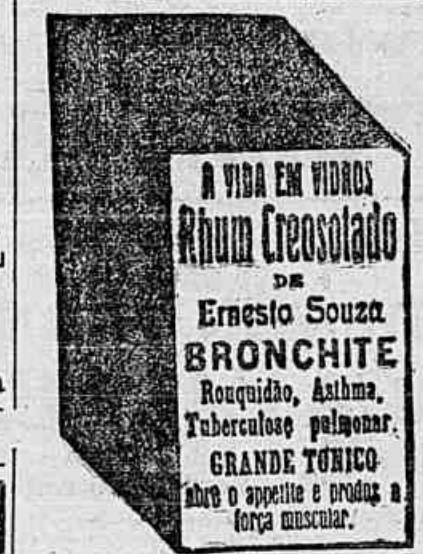 A VIDA EM VIDROS
Rhum Creosotado
DE
Ernesto Souza
BRONCHITE
Rouquidão, Asthma,
Tuberculose pulmonar.
GRANDE TONICO
abre o appetite e produz a
força muscular.